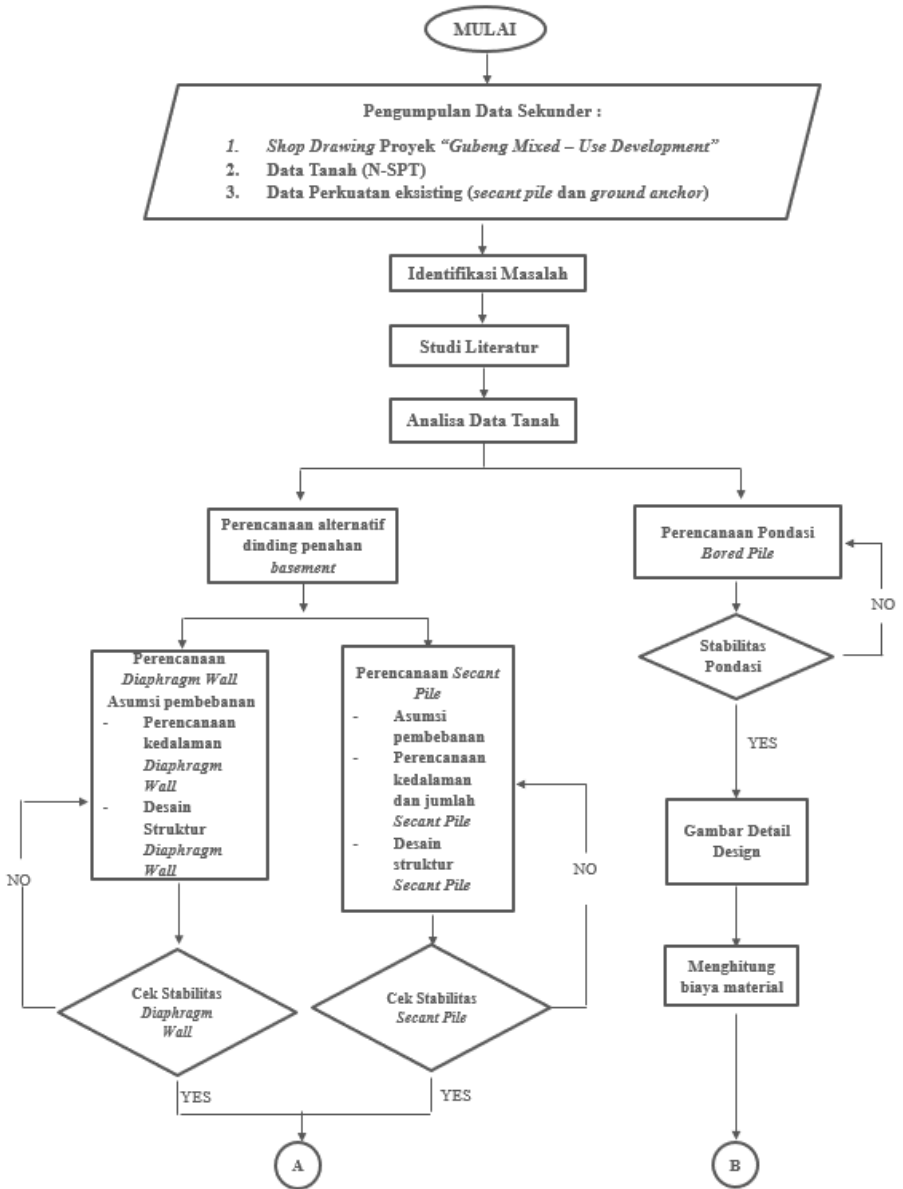 MULAI
Pengumpulan Data Sekunder :
1. Shop Drawing Proyek “Gubeng Mixed – Use Development”
2. Data Tanah (N-SPT)
3. Data Perkuatan eksisting (secant pile dan ground anchor)
Identifikasi Masalah
Studi Literatur
Analisa Data Tanah
Perencanaan alternatif
dinding penahan
basement
Perencanaan Pondasi
Bored Pile
NO
Stabilitas
Pondasi
YES
Perencanaan
Diaphragm Wall
Asumsi pembebanan
- Perencanaan
kedalaman
Diaphragm
Wall
- Desain
Struktur
Diaphragm
Wall
NO
Perencanaan Secant
Pile
- Asumsi
pembebanan
- Perencanaan
kedalaman
dan jumlah
Secant Pile
- Desain
struktur
Secant Pile
NO
Gambar Detail
Design
Menghitung
biaya material
Cek Stabilitas
Diaphragm
Wall
Cek Stabilitas
Secant Pile
YES
YES
A
B